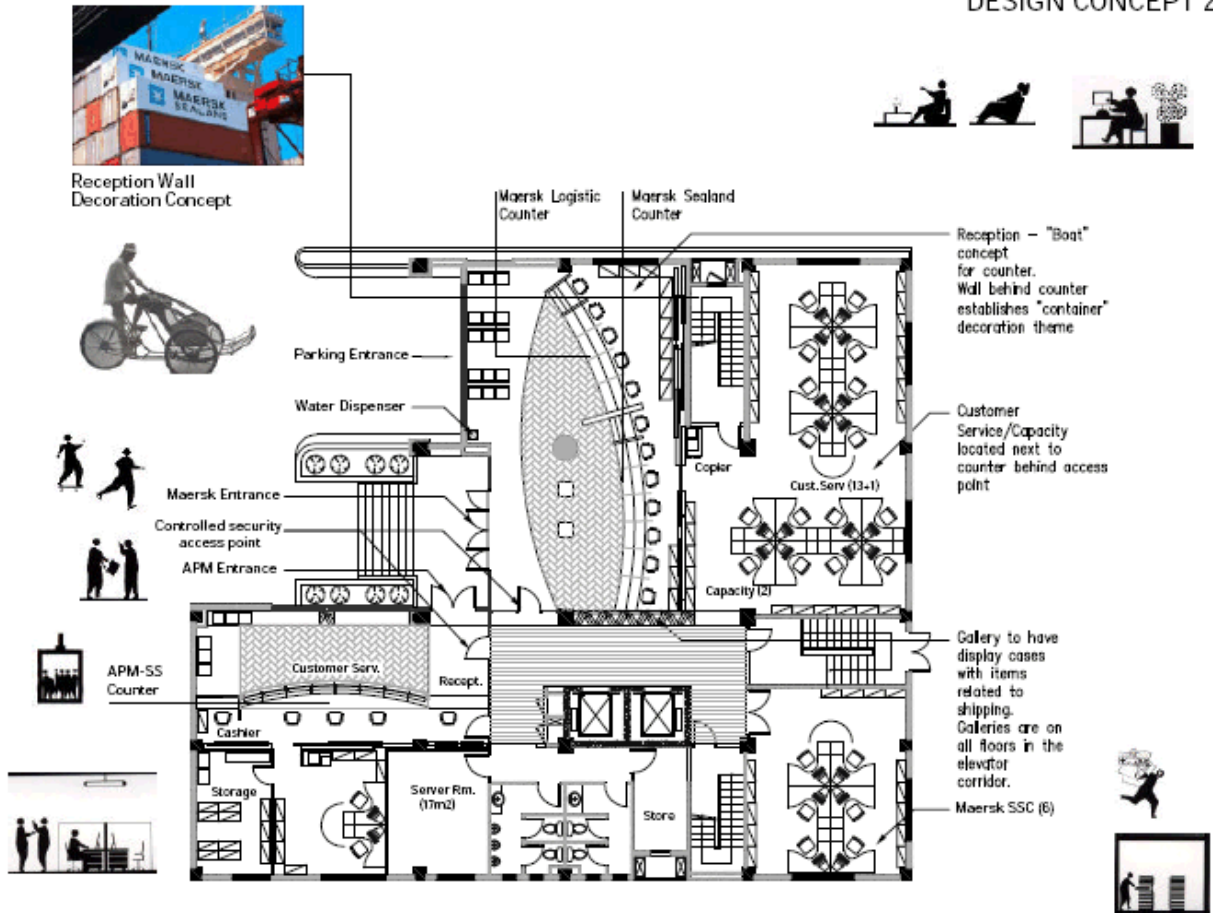 DESIGN CONCEPT 2
MAERSK
MAERSK
MAERSK
SEALAND
Reception Wall
Decoration Concept
Maersk Logistic
Counter
Maersk Sealand
Counter
Reception - "Boat"
concept
for counter.
Wall behind counter
establishes "container"
decoration theme
Parking Entrance
Water Dispenser
Customer
Service/Capacity
located next to
counter behind access
point
Copier
Cust.Serv (13+1)
Maersk Entrance
Controlled security
access point
APM Entrance
Capacity (2)
Gallery to have
display cases
with items
related to
shipping.
Galleries are on
all floors in the
elevator
corridor.
APM-SS
Counter
Customer Serv.
Recept.
Cashier
Storage
Server Rm.
(17m2)
Store
Maersk SSC (6)